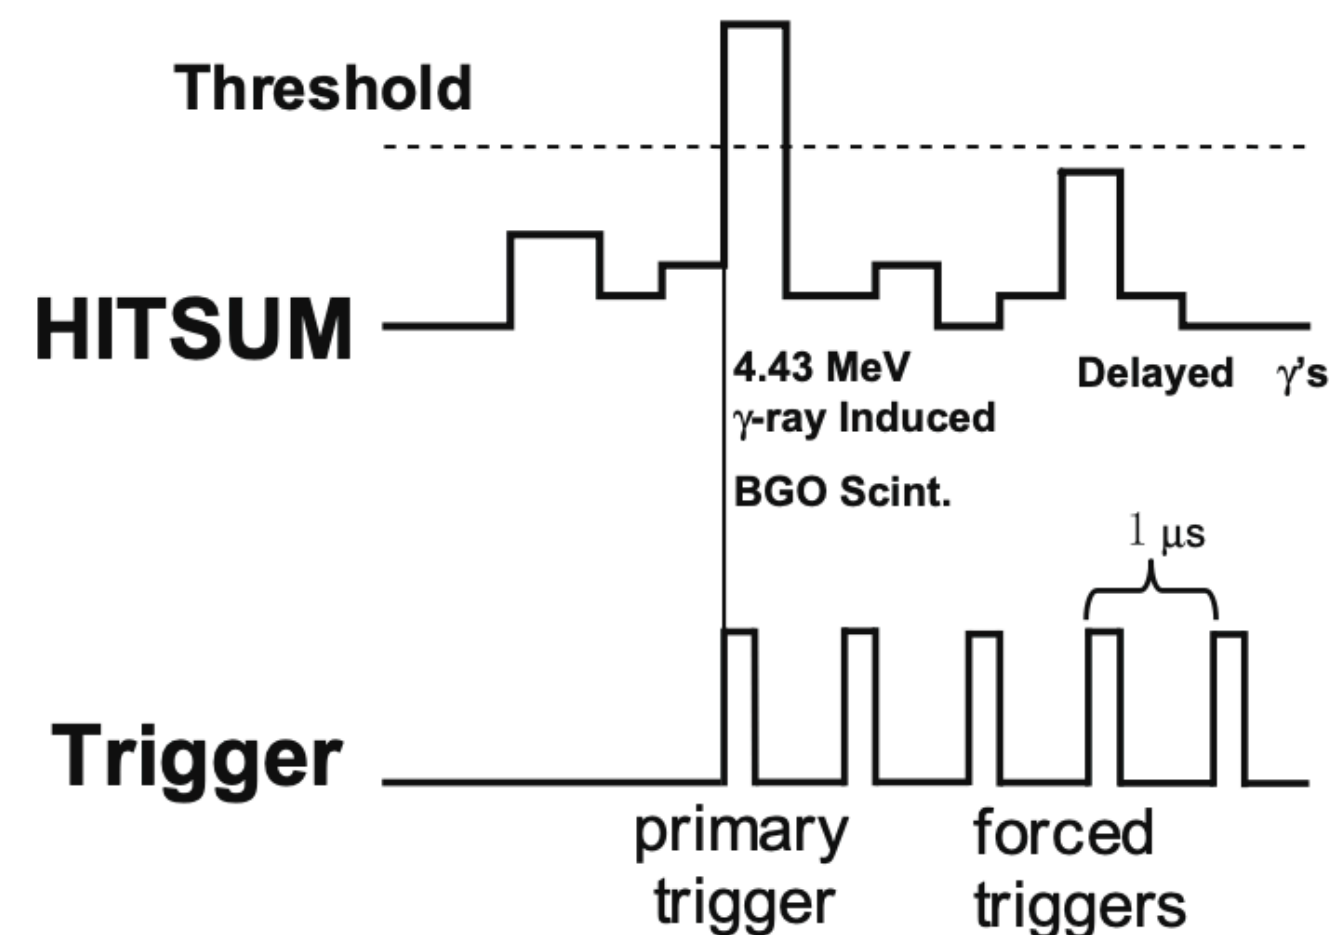 Threshold
HITSUM
4.43 MeV
γ-ray Induced
BGO Scint.
Delayed γ's
1 μs
Trigger
primary
trigger
forced
triggers